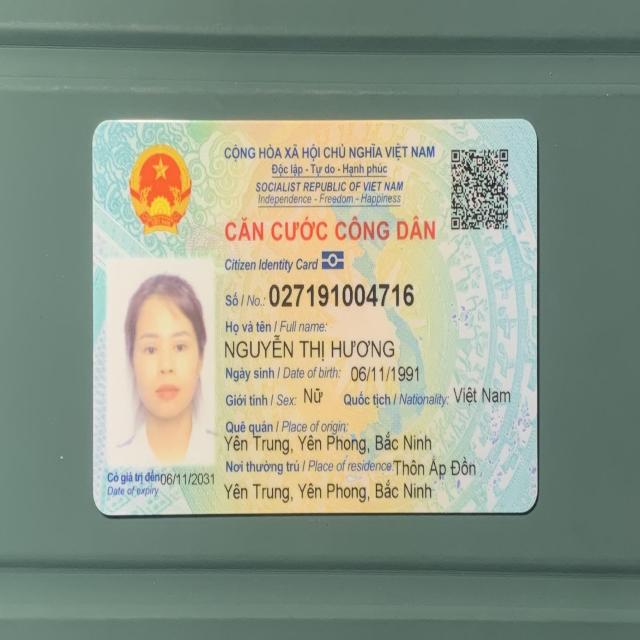 CỘNG HÒA XÃ HỘI CHỦ NGHĨA VIỆT NAM
Độc lập - Tự do - Hạnh phúc
SOCIALIST REPUBLIC OF VIET NAM
Independence - Freedom - Happiness
CĂN CƯỚC CÔNG DÂN
Citizen Identity Card
Số / No.: 027191004716
Họ và tên / Full name:
NGUYỄN THỊ HƯƠNG
Ngày sinh / Date of birth: 06/11/1991
Giới tính / Sex: Nữ Quốc tịch / Nationality: Việt Nam
Quê quán / Place of origin:
Yên Trung, Yên Phong, Bắc Ninh
Nơi thường trú / Place of residence: Thôn Ấp Đồn
Yên Trung, Yên Phong, Bắc Ninh
Có giá trị đến 06/11/2031
Date of expiry